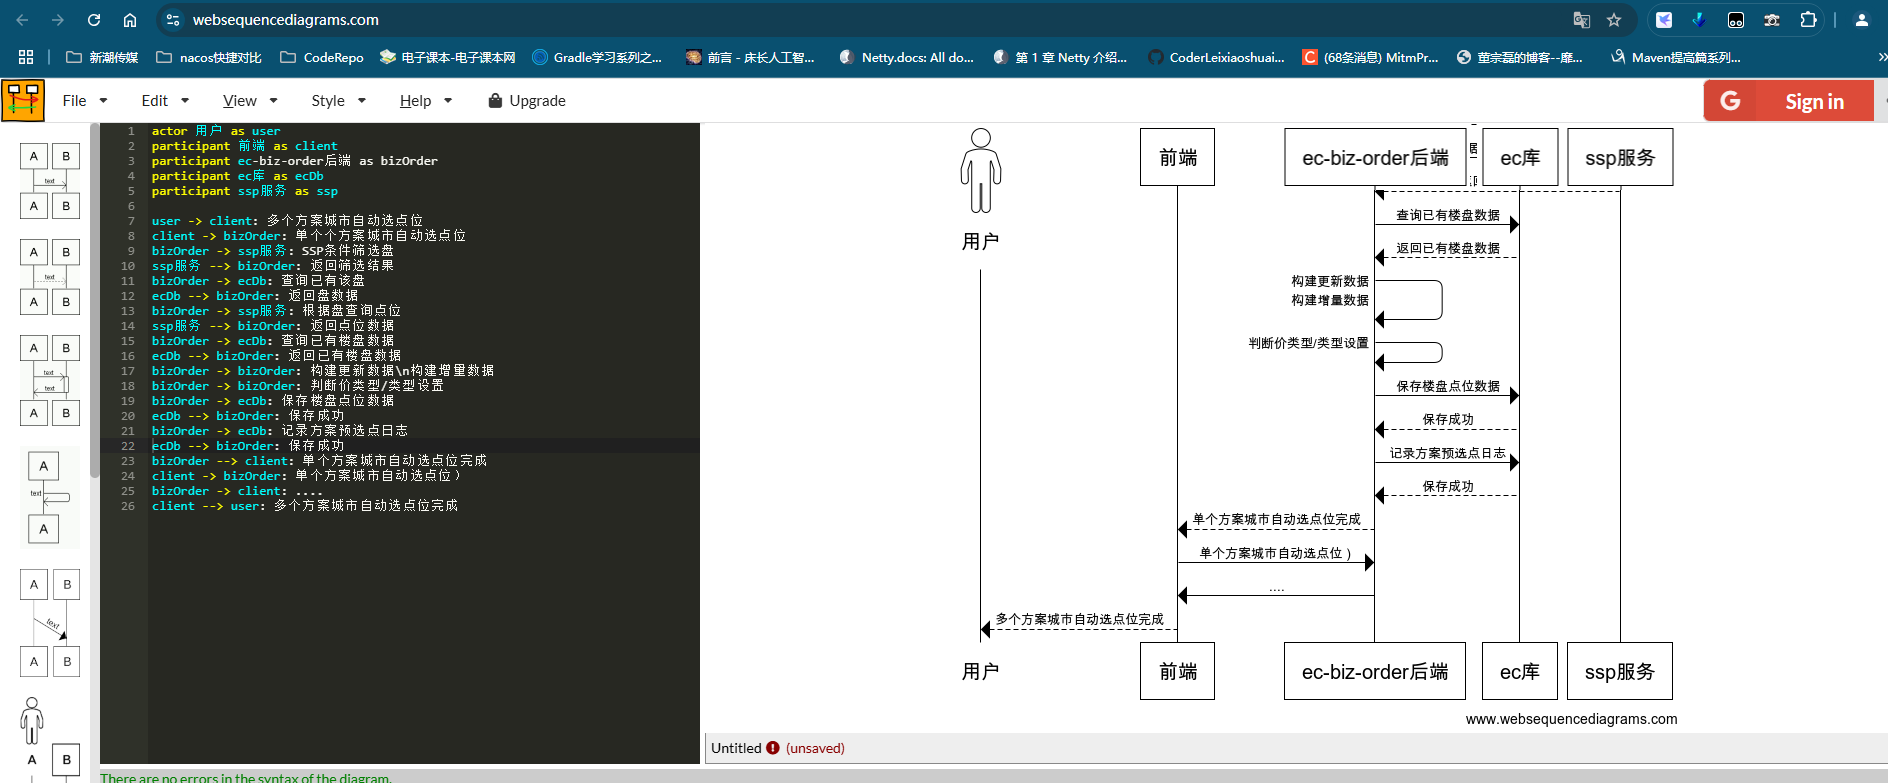 websequencediagrams.com
新潮传媒
nacos快捷对比
CodeRepo
电子课本-电子课本网
Gradle学习系列之...
前言 - 床长人工智...
Netty.docs: All do...
第 1 章 Netty 介绍...
CoderLeixiaoshuai...
(68条消息) MitmPr...
董宗磊的博客--靡...
Maven提高篇系列...
File
Edit
View
Style
Help
Upgrade
G
Sign in
A B
text
A B
A B
text
A B
A B
text
text
A B
A
text
A
A B
text
A B
A B
1 actor 用户 as user
2 participant 前端 as client
3 participant ec-biz-order后端 as bizOrder
4 participant ec库 as ecDb
5 participant ssp服务 as ssp
6
7 user -> client: 多个方案城市自动选点位
8 client -> bizOrder: 单个个方案城市自动选点位
9 bizOrder -> ssp服务: SSP条件筛选盘
10 ssp服务 --> bizOrder: 返回筛选结果
11 bizOrder -> ecDb: 查询已有该盘
12 ecDb --> bizOrder: 返回盘数据
13 bizOrder -> ssp服务: 根据盘查询点位
14 ssp服务 --> bizOrder: 返回点位数据
15 bizOrder -> ecDb: 查询已有楼盘数据
16 ecDb --> bizOrder: 返回已有楼盘数据
17 bizOrder -> bizOrder: 构建更新数据\n构建增量数据
18 bizOrder -> bizOrder: 判断价类型/类型设置
19 bizOrder -> ecDb: 保存楼盘点位数据
20 ecDb --> bizOrder: 保存成功
21 bizOrder -> ecDb: 记录方案预选点日志
22 ecDb --> bizOrder: 保存成功
23 bizOrder --> client: 单个方案城市自动选点位完成
24 client -> bizOrder: 单个方案城市自动选点位）
25 bizOrder -> client: ....
26 client --> user: 多个方案城市自动选点位完成
There are no errors in the syntax of the diagram.
用户
前端
ec-biz-order后端
ec库
ssp服务
查询已有楼盘数据
返回已有楼盘数据
构建更新数据
构建增量数据
判断价类型/类型设置
保存楼盘点位数据
保存成功
记录方案预选点日志
保存成功
单个方案城市自动选点位完成
单个方案城市自动选点位）
....
多个方案城市自动选点位完成
用户
前端
ec-biz-order后端
ec库
ssp服务
www.websequencediagrams.com
Untitled (unsaved)